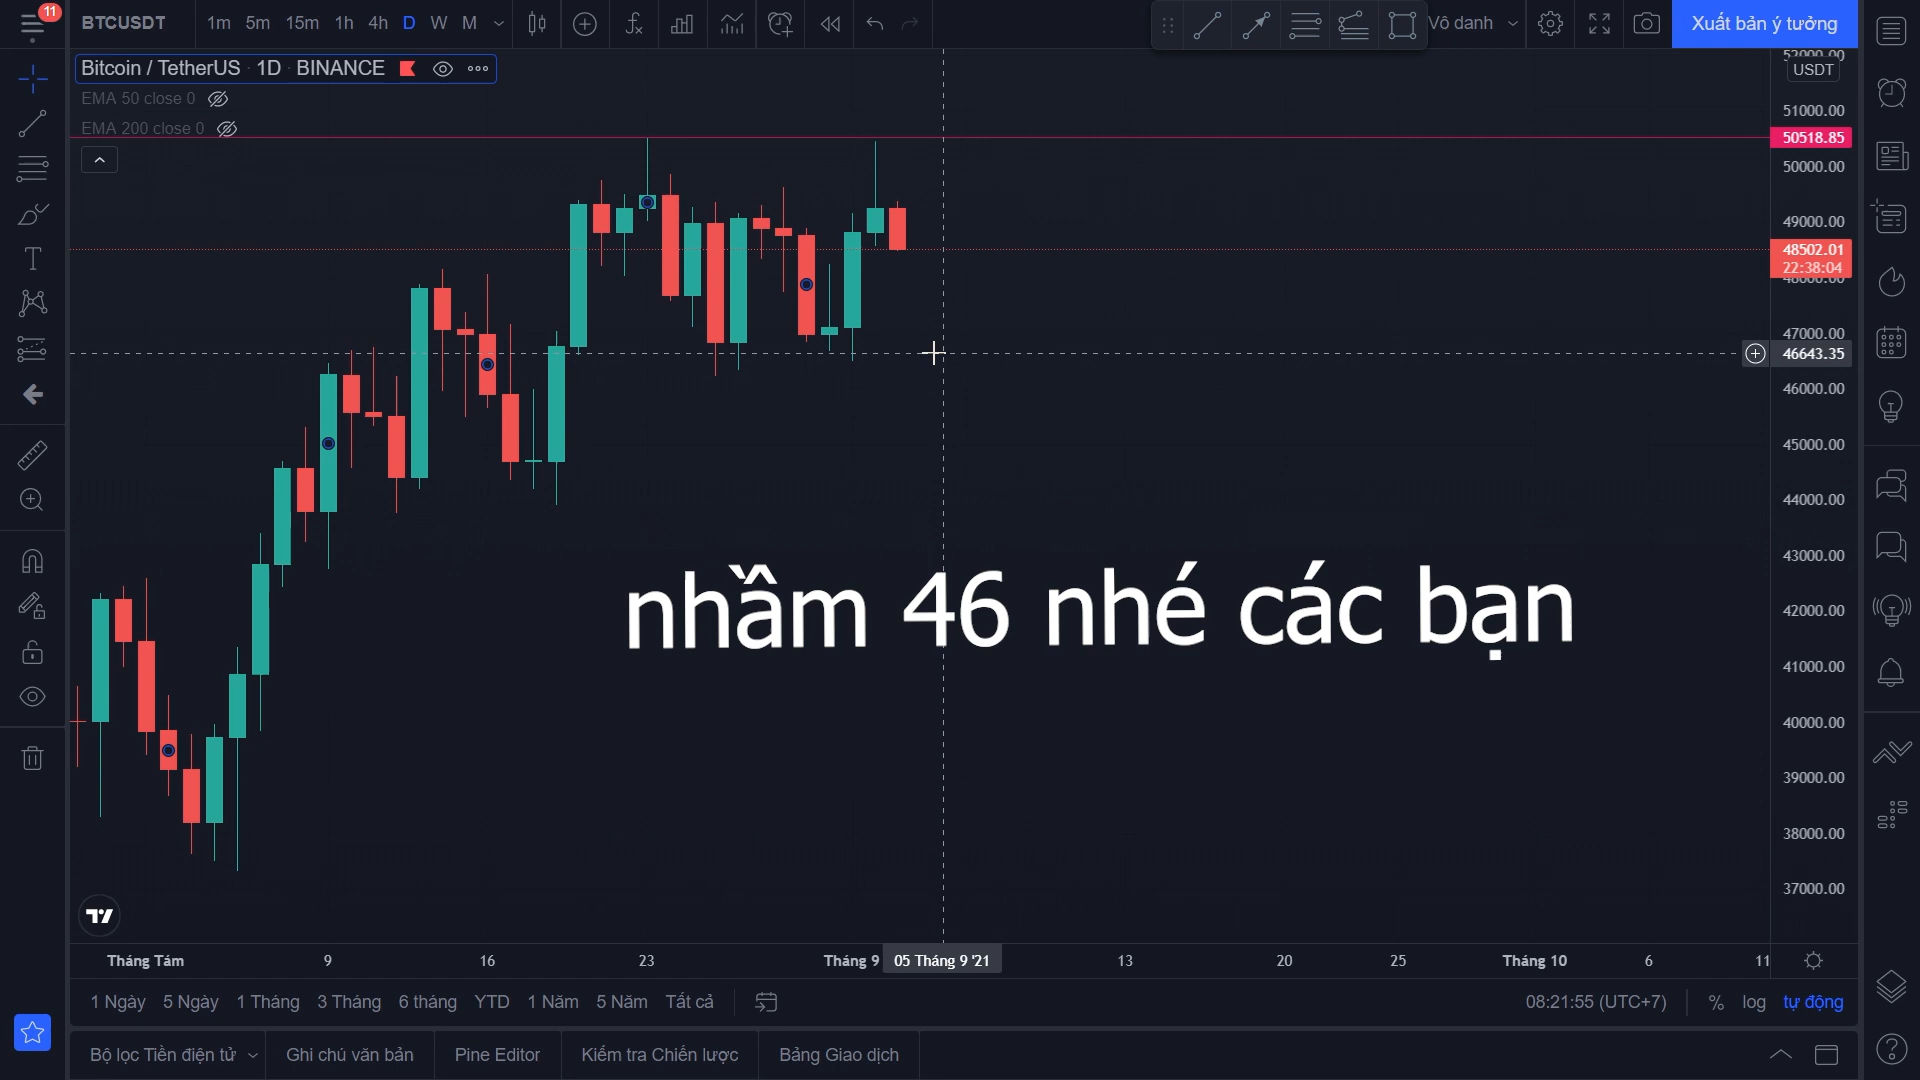 11
BTCUSDT 1m 5m 15m 1h 4h D W M Vô danh Xuất bản ý tưởng
Bitcoin / TetherUS · 1D · BINANCE
EMA 50 close 0
EMA 200 close 0
52000.00
USDT
51000.00
50518.85
50000.00
49000.00
48502.01
22:38:04
48000.00
47000.00
46643.35
46000.00
45000.00
44000.00
43000.00
42000.00
41000.00
40000.00
39000.00
38000.00
37000.00
nhầm 46 nhé các bạn
Tháng Tám 9 16 23 Tháng 9 05 Tháng 9 '21 13 20 25 Tháng 10 6 11
1 Ngày 5 Ngày 1 Tháng 3 Tháng 6 tháng YTD 1 Năm 5 Năm Tất cả 08:21:55 (UTC+7) % log tự động
Bộ lọc Tiền điện tử Ghi chú văn bản Pine Editor Kiểm tra Chiến lược Bảng Giao dịch